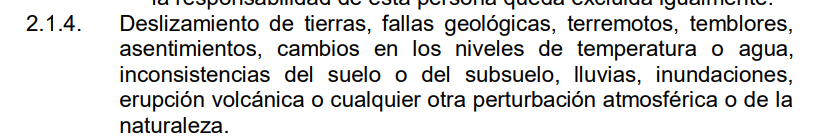 la responsabilidad de esta persona queda excluida igualmente.
2.1.4. Deslizamiento de tierras, fallas geológicas, terremotos, temblores,
asentimientos, cambios en los niveles de temperatura o agua,
inconsistencias del suelo o del subsuelo, lluvias, inundaciones,
erupción volcánica o cualquier otra perturbación atmosférica o de la
naturaleza.